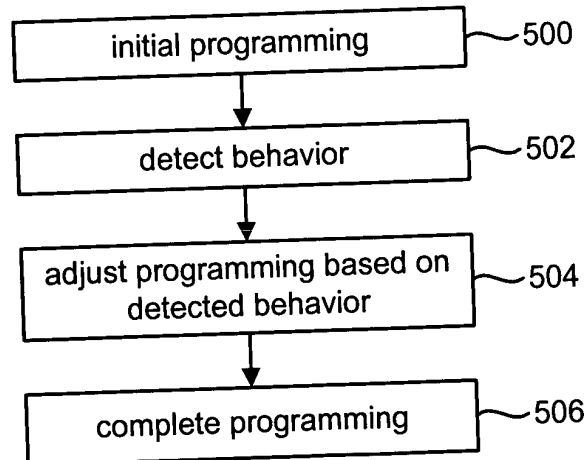 initial programming
500
detect behavior
502
adjust programming based on
detected behavior
504
complete programming
506